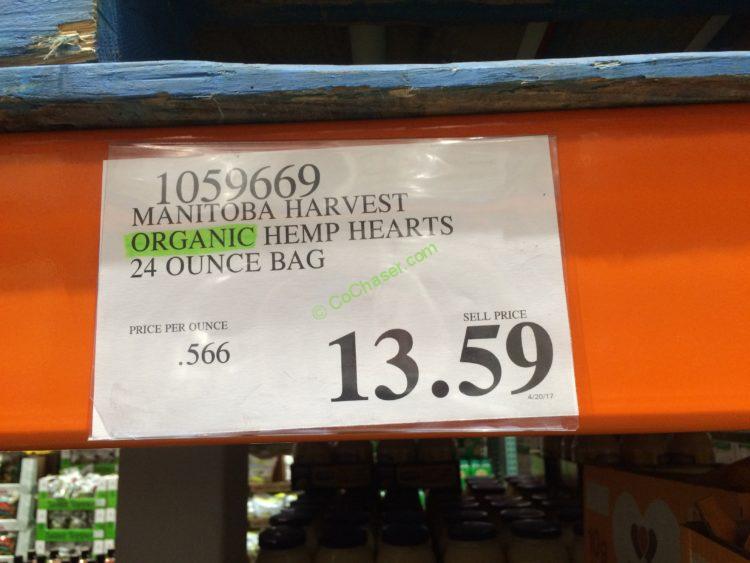 1059669
MANITOBA HARVEST
ORGANIC HEMP HEARTS
24 OUNCE BAG
© CoChaser.com
PRICE PER OUNCE
.566
SELL PRICE
13.59
4/20/17